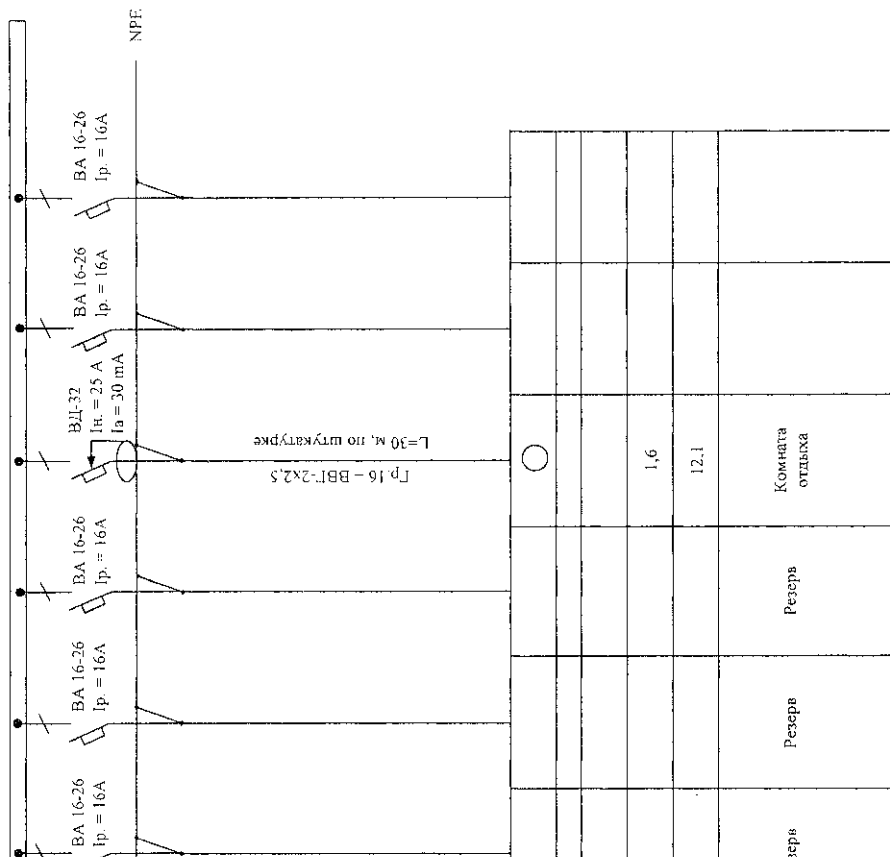 NPE
ВА 16-26
Iр. = 16А
ВА 16-26
Iр. = 16А
ВД-32
Iн. = 25 А
Iа = 30 mA
Гр.16 – ВВГ-2х2,5
L=30 м, по штукатурке
1,6
12.1
Комната
отдыха
ВА 16-26
Iр. = 16А
Резерв
ВА 16-26
Iр. = 16А
Резерв
ВА 16-26
Iр. = 16А
зерв